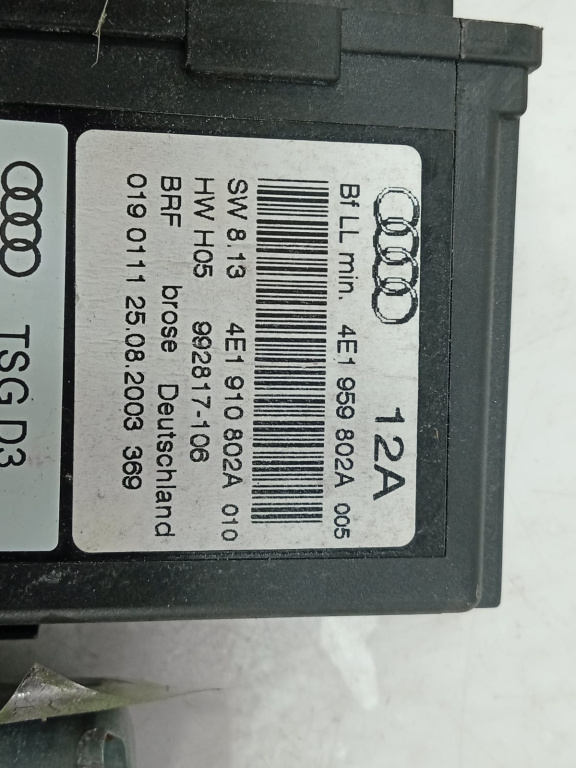 12A
Bf LL min. 4E1 959 802A 005
SW 8.13 4E1 910 802A 010
HW H05 992817-106
BRF brose Deutschland
019 0111 25.08.2003 369
TSG D3